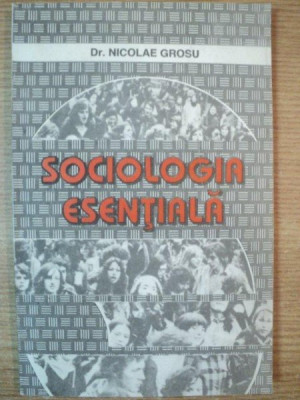 Dr. NICOLAE GROSU
SOCIOLOGIA
ESENȚIALĂ